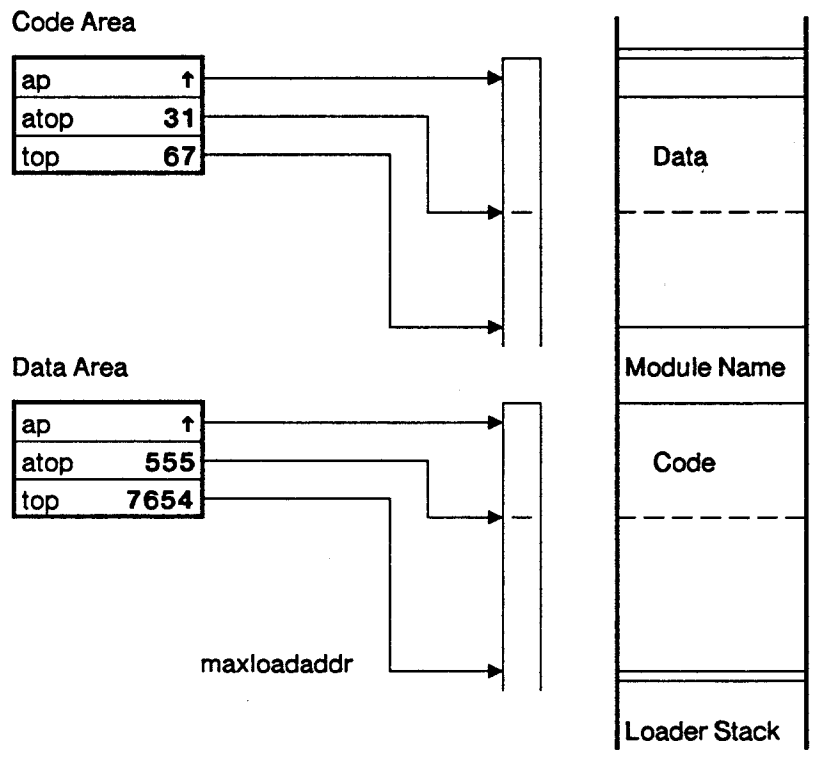 Code Area
ap ↑
atop 31
top 67
Data Area
ap ↑
atop 555
top 7654
maxloadaddr
Data
Module Name
Code
Loader Stack